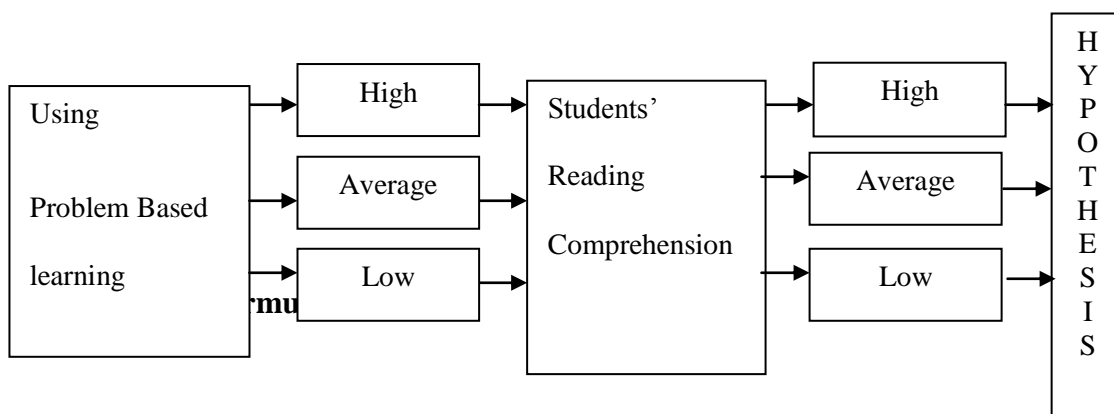 Using
Problem Based
learning
High
Average
Low
Students’
Reading
Comprehension
High
Average
Low
H
Y
P
O
T
H
E
S
I
S